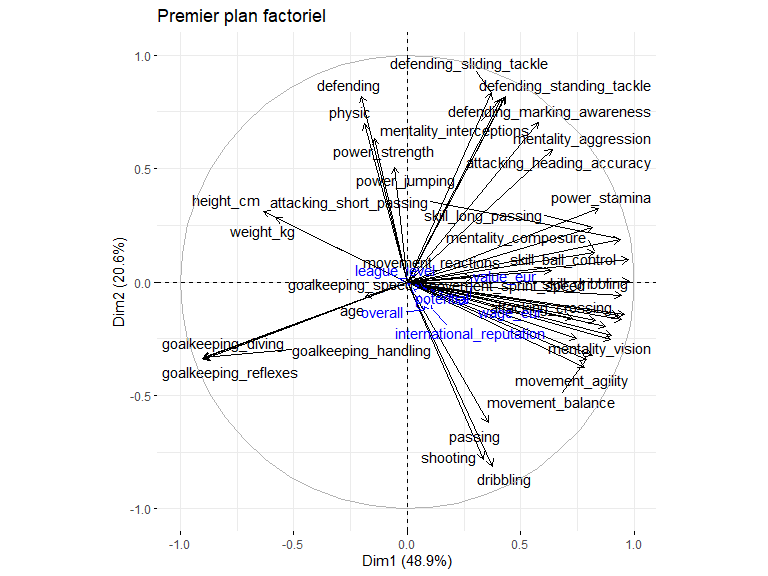 Premier plan factoriel
1.0
defending_sliding_tackle
defending
defending_standing_tackle
physic
defending_marking_awareness
mentality_interceptions
mentality_aggression
power_strength
attacking_heading_accuracy
0.5
power_jumping
height_cm
attacking_short_passing
power_stamina
skill_long_passing
weight_kg
mentality_composure
movement_reactions
skill_ball_control
league_level
value_eur
0.0
goalkeeping_speed
movement_sprint_speed
skill_dribbling
potential
age
overall
wage_eur
attacking_crossing
international_reputation
goalkeeping_diving
goalkeeping_handling
mentality_vision
goalkeeping_reflexes
movement_agility
movement_balance
-0.5
passing
shooting
dribbling
-1.0
-1.0
-0.5
0.0
0.5
1.0
Dim1 (48.9%)
Dim2 (20.6%)